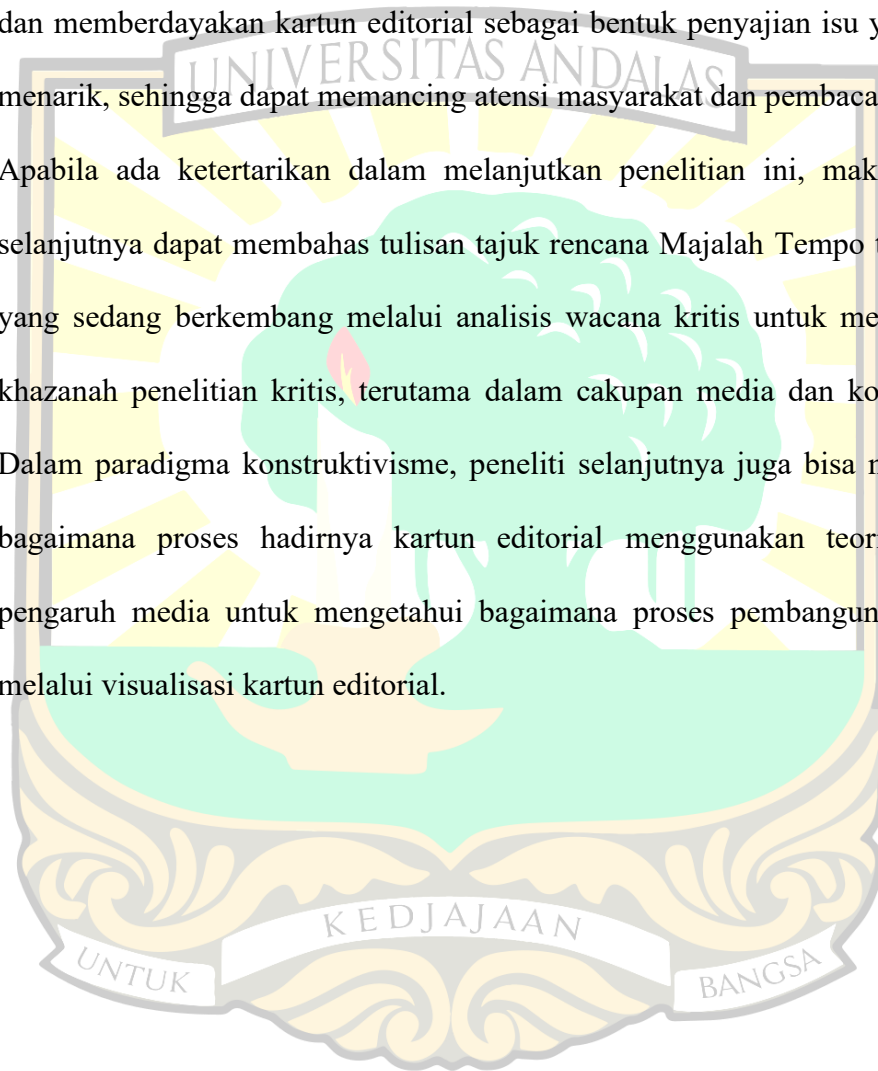 dan memberdayakan kartun editorial sebagai bentuk penyajian isu y
UNIVERSITAS ANDALAS
menarik, sehingga dapat memancing atensi masyarakat dan pembaca
Apabila ada ketertarikan dalam melanjutkan penelitian ini, mak
selanjutnya dapat membahas tulisan tajuk rencana Majalah Tempo t
yang sedang berkembang melalui analisis wacana kritis untuk me
khazanah penelitian kritis, terutama dalam cakupan media dan ko
Dalam paradigma konstruktivisme, peneliti selanjutnya juga bisa m
bagaimana proses hadirnya kartun editorial menggunakan teor
pengaruh media untuk mengetahui bagaimana proses pembangun
melalui visualisasi kartun editorial.
UNTUK KEDJAJAAN BANGSA